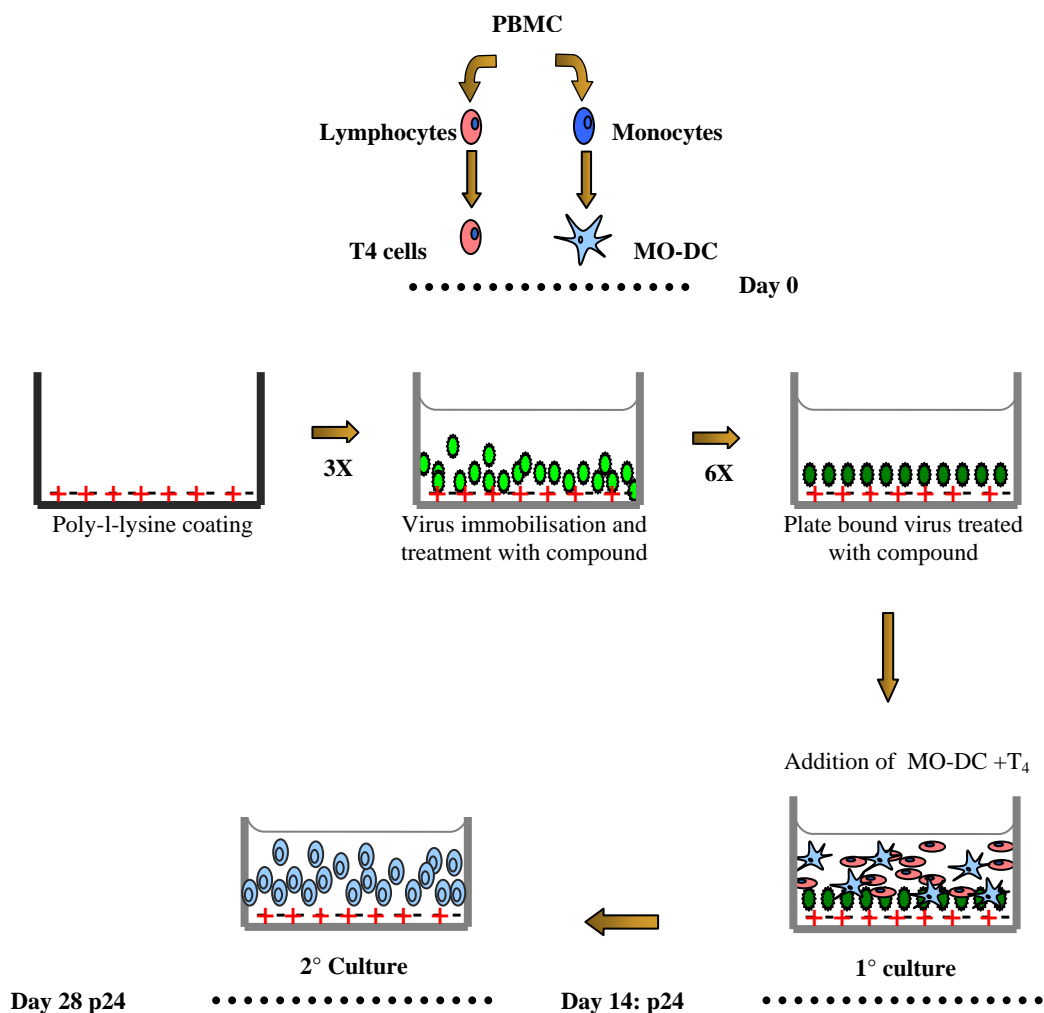 PBMC
Lymphocytes
Monocytes
T4 cells
MO-DC
Day 0
3X
6X
Poly-l-lysine coating
Virus immobilisation and
treatment with compound
Plate bound virus treated
with compound
Addition of MO-DC +T4
2° Culture
1° culture
Day 28 p24
Day 14: p24